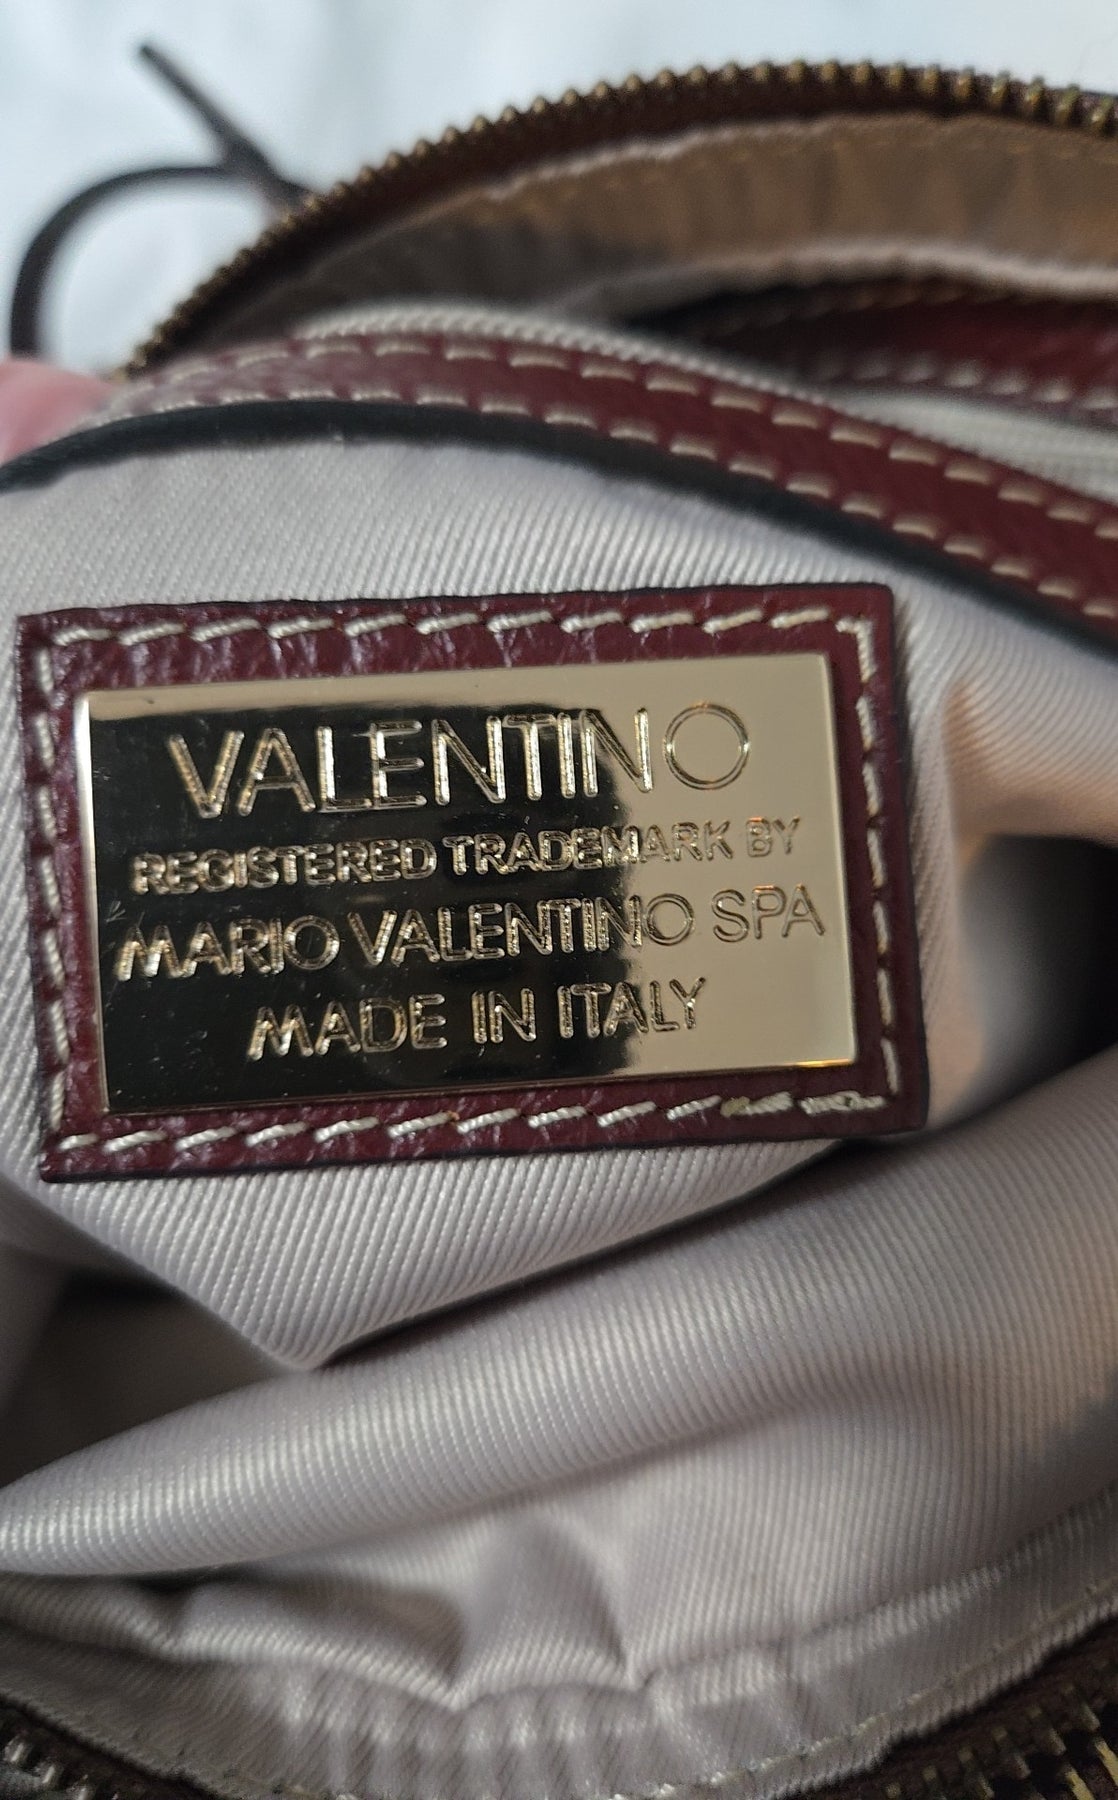 VALENTINO
REGISTERED TRADEMARK BY
MARIO VALENTINO SPA
MADE IN ITALY